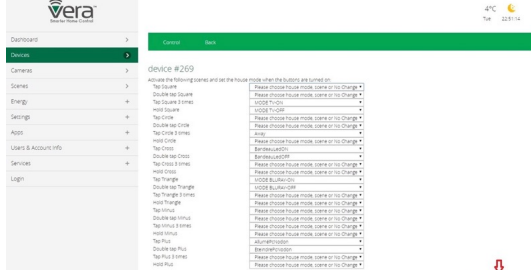 Vera™
Smarter Home Control
4°C
Tue 22:51:14
Dashboard >
Control Back
Devices
Cameras >
Scenes >
Energy +
Settings +
Apps +
Users & Account Info +
Services +
Login
device #269
Activate the following scenes and set the house mode when the buttons are turned on:
Tap Square Please choose house mode, scene or No Change
Double tap Square Please choose house mode, scene or No Change
Tap Square 3 times MODE TV-ON
Hold Square MODE TV-OFF
Tap Circle Please choose house mode, scene or No Change
Double tap Circle Please choose house mode, scene or No Change
Tap Circle 3 times Away
Hold Circle Please choose house mode, scene or No Change
Tap Cross BandeauLedON
Double tap Cross BandeauLedOFF
Tap Cross 3 times Please choose house mode, scene or No Change
Hold Cross Please choose house mode, scene or No Change
Tap Triangle MODE BLURAY-ON
Double tap Triangle MODE BLURAY-OFF
Tap Triangle 3 times Please choose house mode, scene or No Change
Hold Triangle Please choose house mode, scene or No Change
Tap Minus Please choose house mode, scene or No Change
Double tap Minus Please choose house mode, scene or No Change
Tap Minus 3 times Please choose house mode, scene or No Change
Hold Minus Please choose house mode, scene or No Change
Tap Plus AllumePcNodon
Double tap Plus EteindrePcNodon
Tap Plus 3 times Please choose house mode, scene or No Change
Hold Plus Please choose house mode, scene or No Change